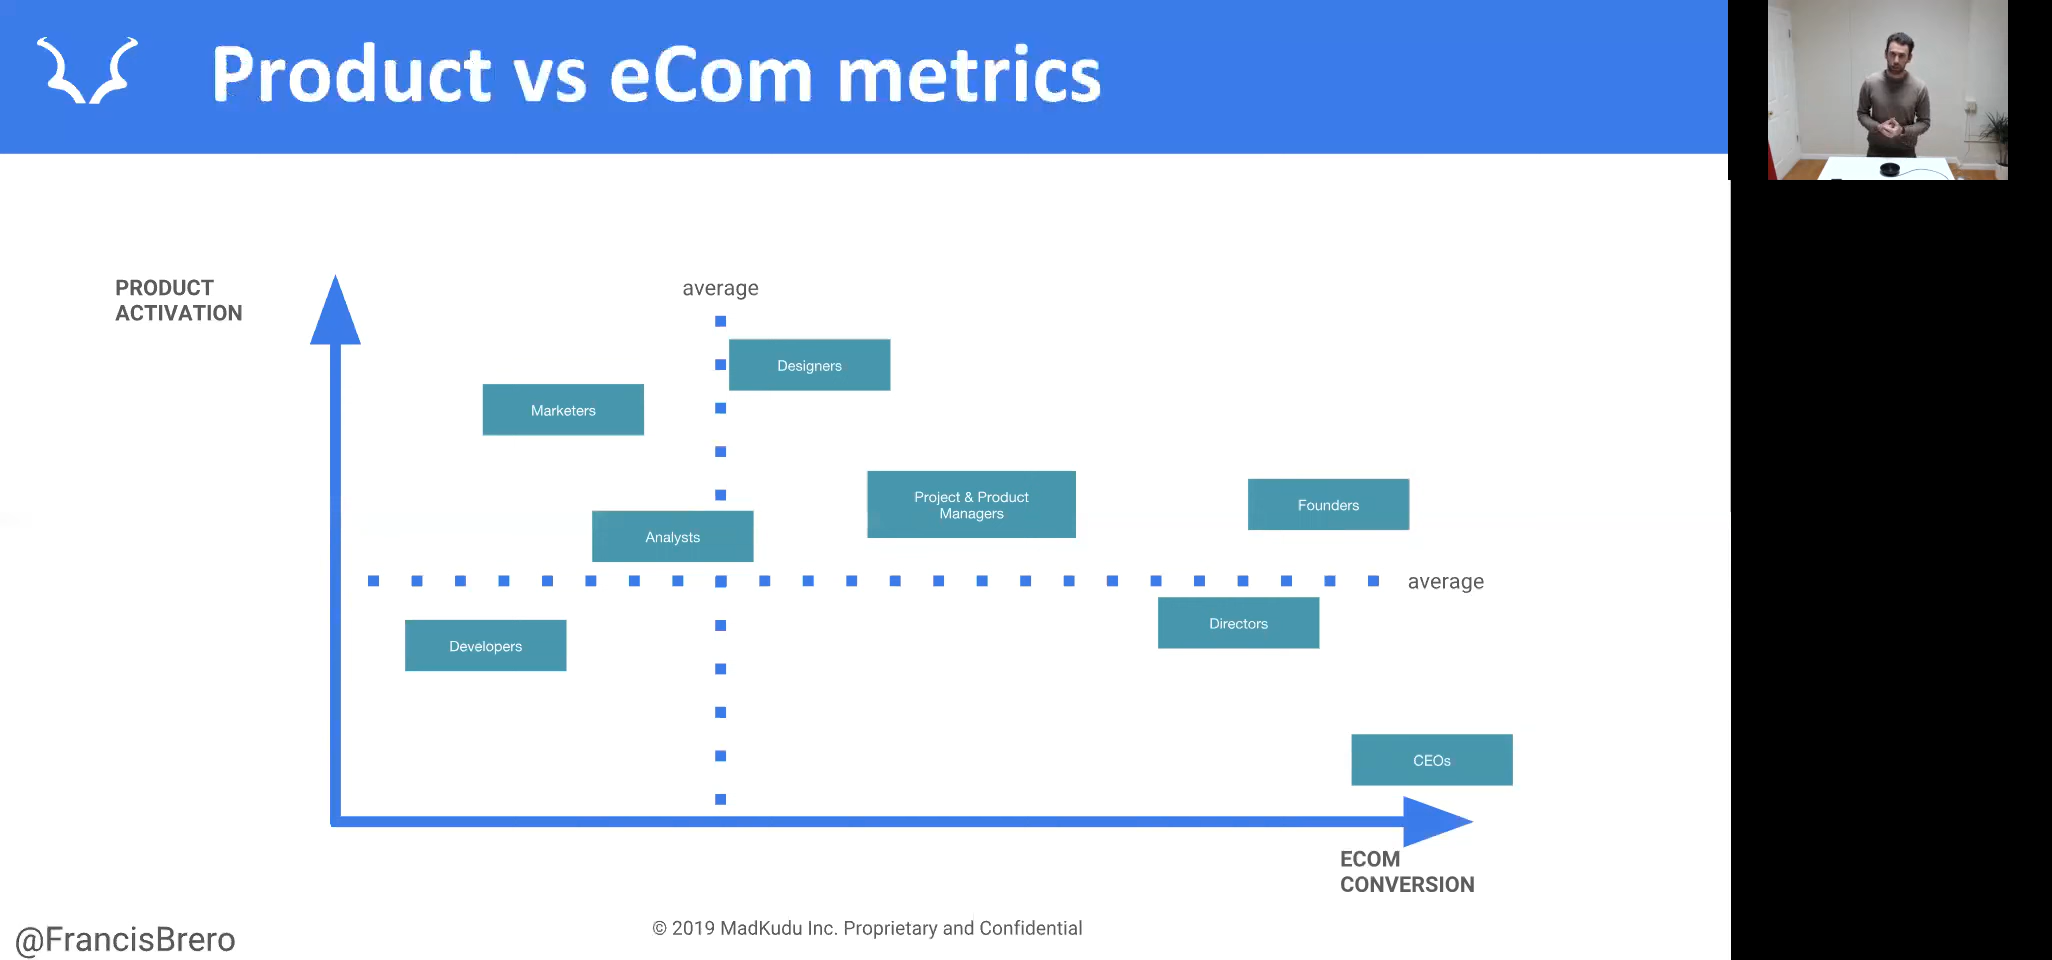 Product vs eCom metrics
PRODUCT
ACTIVATION
average
Designers
Marketers
Project & Product
Managers
Founders
Analysts
average
Directors
Developers
CEOs
ECOM
CONVERSION
© 2019 MadKudu Inc. Proprietary and Confidential
@FrancisBrero